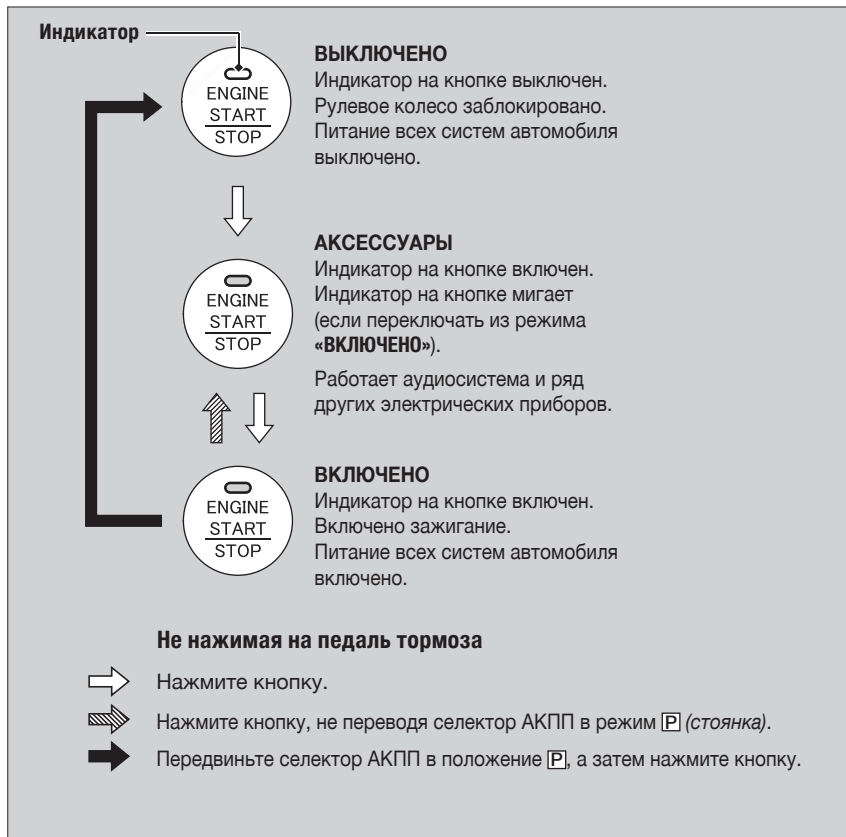 Индикатор
ENGINE
START
STOP
ВЫКЛЮЧЕНО
Индикатор на кнопке выключен.
Рулевое колесо заблокировано.
Питание всех систем автомобиля
выключено.
ENGINE
START
STOP
АКСЕССУАРЫ
Индикатор на кнопке включен.
Индикатор на кнопке мигает
(если переключать из режима
«ВКЛЮЧЕНО»).
Работает аудиосистема и ряд
других электрических приборов.
ENGINE
START
STOP
ВКЛЮЧЕНО
Индикатор на кнопке включен.
Включено зажигание.
Питание всех систем автомобиля
включено.
Не нажимая на педаль тормоза
Нажмите кнопку.
Нажмите кнопку, не переводя селектор АКПП в режим P (стоянка).
Передвиньте селектор АКПП в положение P, а затем нажмите кнопку.